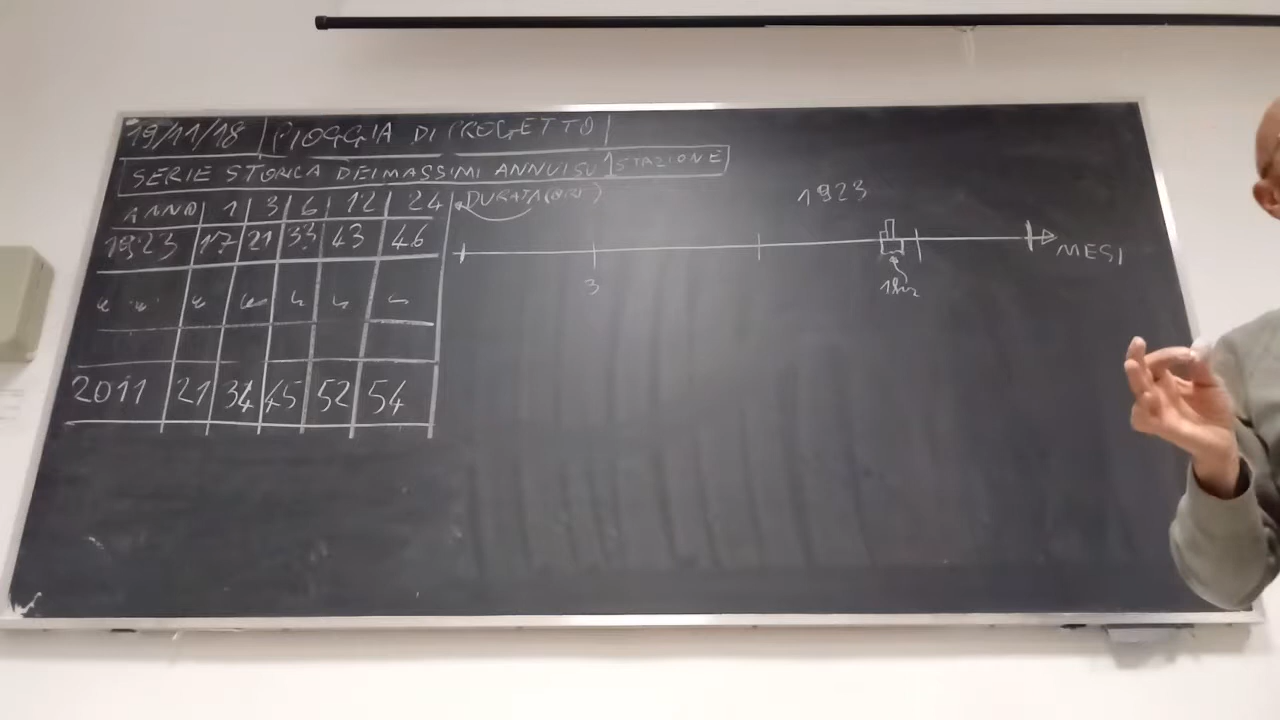 19/11/18 PIOGGIA DI PROGETTO
SERIE STORICA DEI MASSIMI ANNUI SU 1 STAZIONE
ANNO 1 3 6 12 24 DURATA (ORE)
1923 17 21 33 43 46
2011 21 34 45 52 54
1923
3
MESI